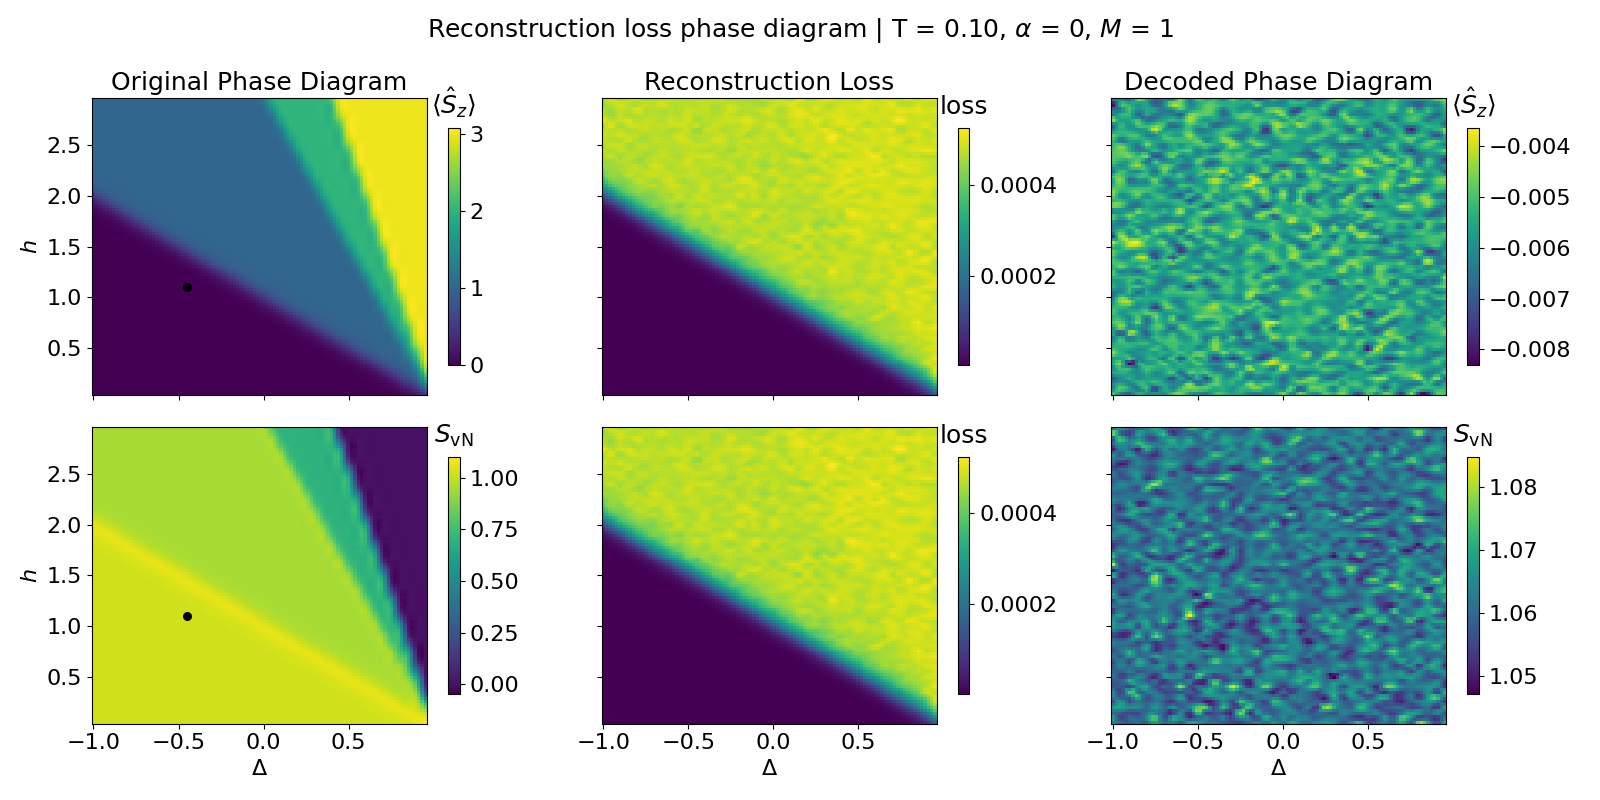 Reconstruction loss phase diagram | T = 0.10, α = 0, M = 1
Original Phase Diagram
⟨Ŝz⟩
Reconstruction Loss
loss
Decoded Phase Diagram
⟨Ŝz⟩
h
2.5
2.0
1.5
1.0
0.5
3
2
1
0
0.0004
0.0002
−0.004
−0.005
−0.006
−0.007
−0.008
SvN
loss
SvN
h
2.5
2.0
1.5
1.0
0.5
1.00
0.75
0.50
0.25
0.00
0.0004
0.0002
1.08
1.07
1.06
1.05
−1.0 −0.5 0.0 0.5
−1.0 −0.5 0.0 0.5
−1.0 −0.5 0.0 0.5
Δ
Δ
Δ